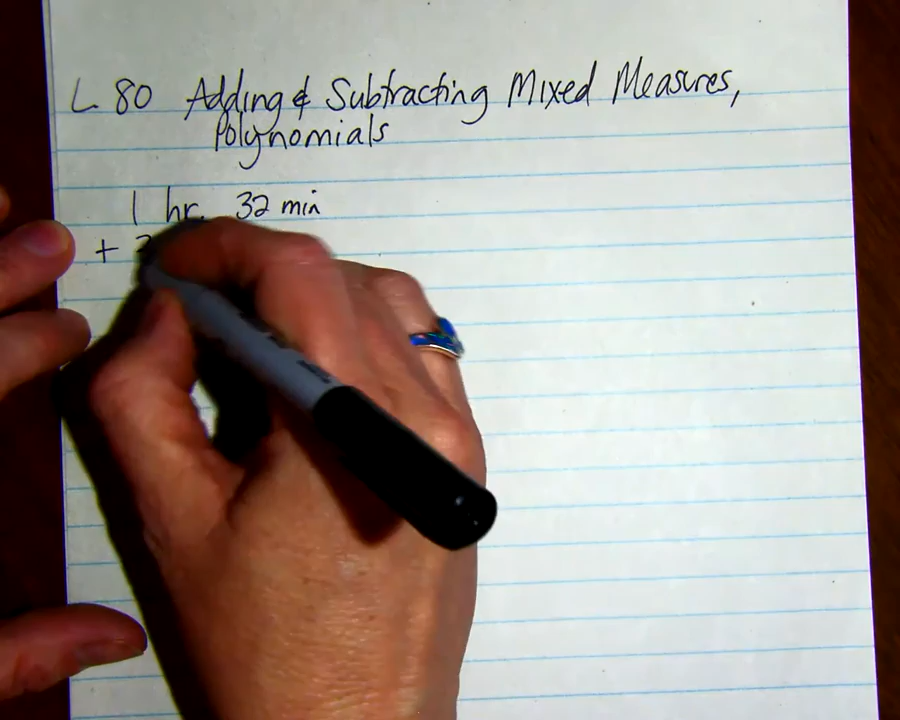 L 80 Adding & Subtracting Mixed Measures,
Polynomials
1 hr. 32 min
+